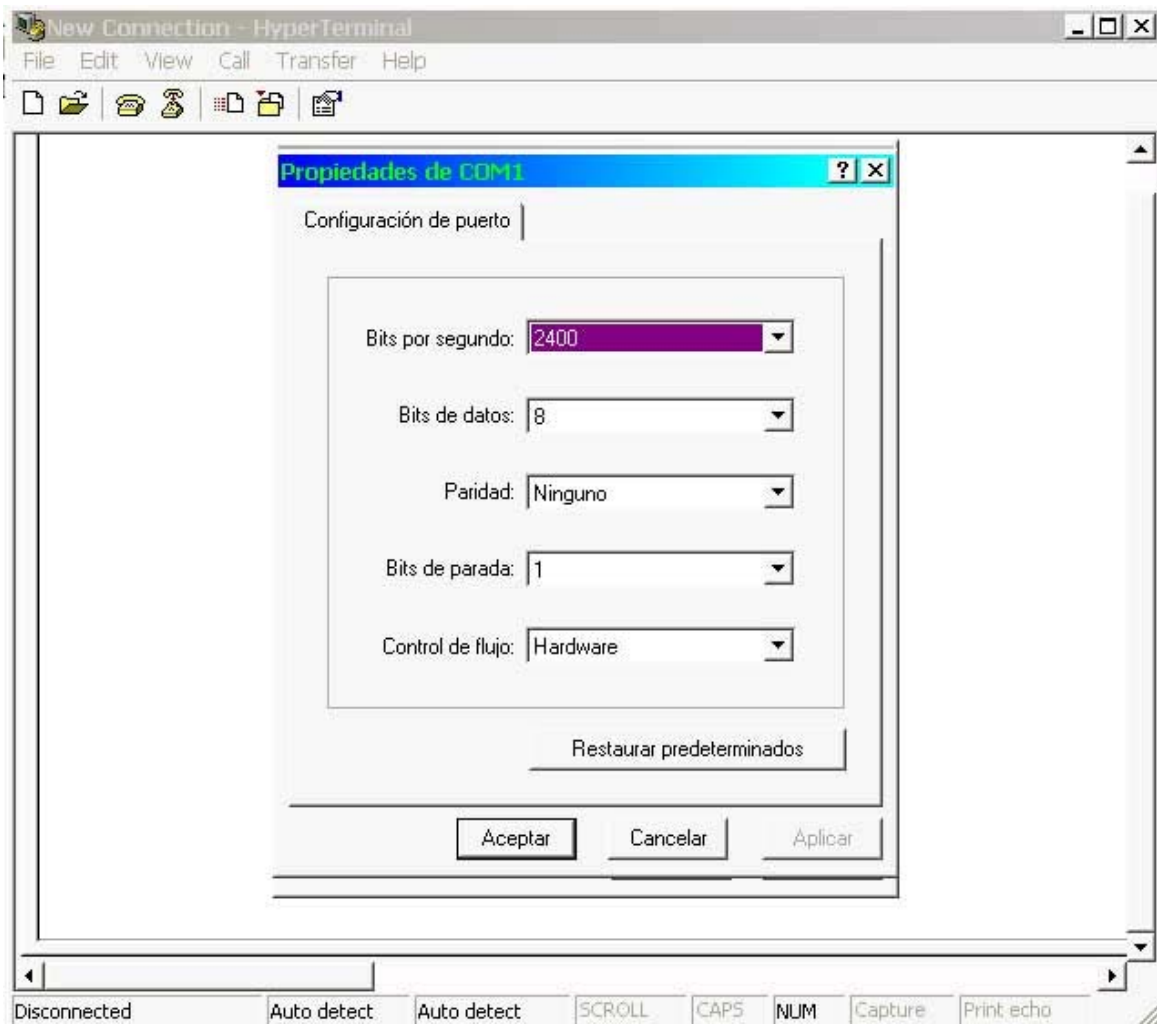 New Connection - HyperTerminal
File Edit View Call Transfer Help
Propiedades de COM1
Configuración de puerto
Bits por segundo: 2400
Bits de datos: 8
Paridad: Ninguno
Bits de parada: 1
Control de flujo: Hardware
Restaurar predeterminados
Aceptar Cancelar Aplicar
Disconnected Auto detect Auto detect SCROLL CAPS NUM Capture Print echo